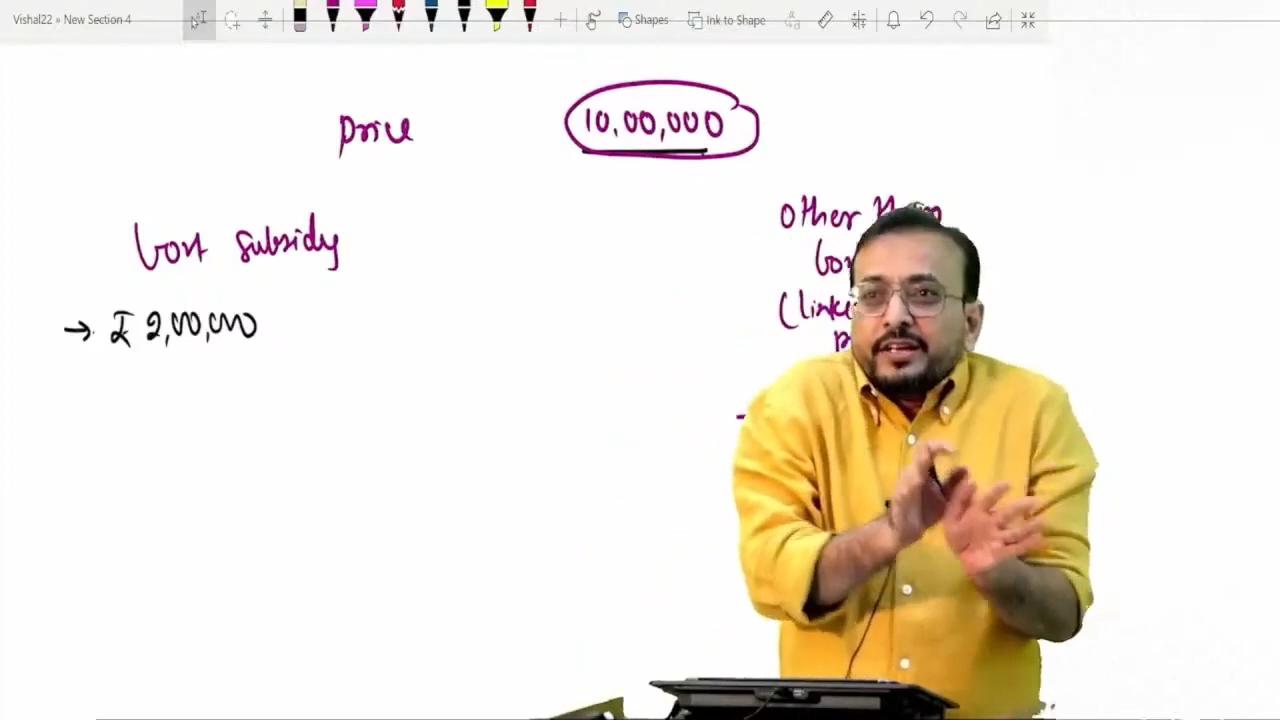 Vishal22 » New Section 4
Shapes
Ink to Shape
Price 10,00,000
Govt subsidy
Other
→ ₹ 2,00,000